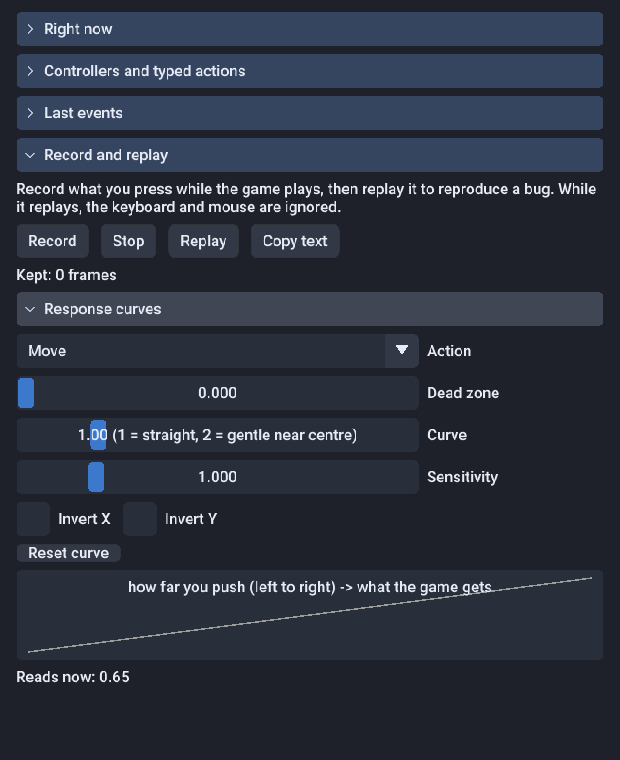 Right now
Controllers and typed actions
Last events
Record and replay
Record what you press while the game plays, then replay it to reproduce a bug. While
it replays, the keyboard and mouse are ignored.
Record Stop Replay Copy text
Kept: 0 frames
Response curves
Move Action
0.000 Dead zone
1.00 (1 = straight, 2 = gentle near centre) Curve
1.000 Sensitivity
Invert X Invert Y
Reset curve
how far you push (left to right) -> what the game gets
Reads now: 0.65